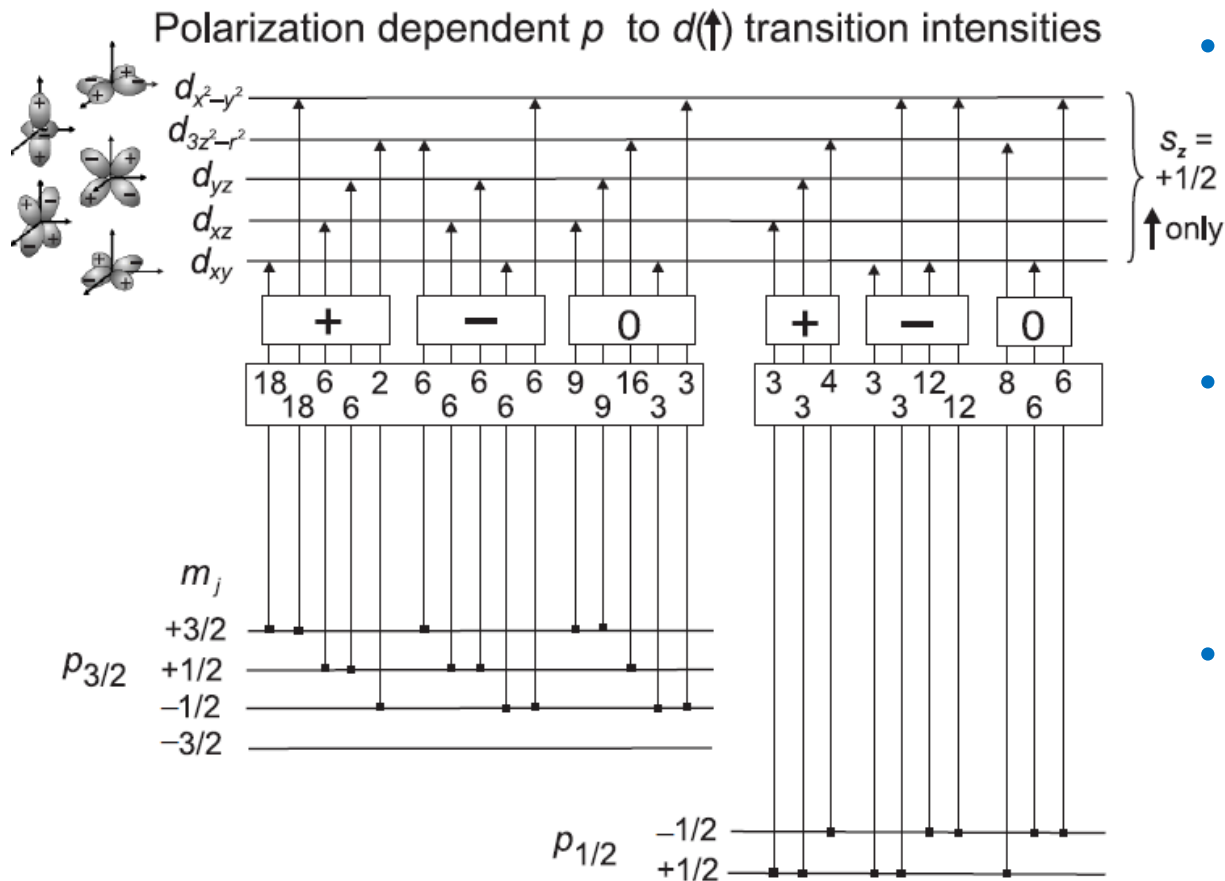 Polarization dependent p to d(↑) transition intensities
d_{x²–y²}
d_{3z²–r²}
d_{yz}
d_{xz}
d_{xy}
s_z =
+1/2
↑ only
+ – 0 + – 0
18 6 2 6 6 6 9 16 3 3 4 3 12 8 6
18 6 6 6 9 3 3 3 12 6
m_j
+3/2
p_{3/2} +1/2
–1/2
–3/2
p_{1/2} –1/2
+1/2